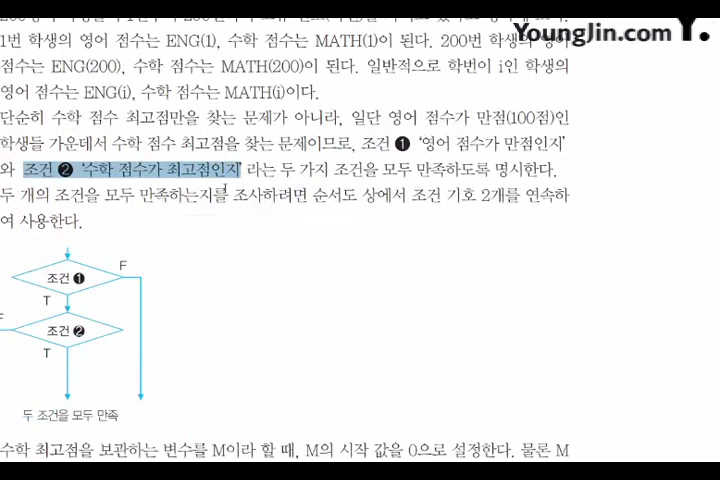 YoungJin.com Y.
1번 학생의 영어 점수는 ENG(1), 수학 점수는 MATH(1)이 된다. 200번 학생의 영어
점수는 ENG(200), 수학 점수는 MATH(200)이 된다. 일반적으로 학번이 i인 학생의
영어 점수는 ENG(i), 수학 점수는 MATH(i)이다.
단순히 수학 점수 최고점만을 찾는 문제가 아니라, 일단 영어 점수가 만점(100점)인
학생들 가운데서 수학 점수 최고점을 찾는 문제이므로, 조건 ❶ ‘영어 점수가 만점인지’
와 조건 ❷ ‘수학 점수가 최고점인지’ 라는 두 가지 조건을 모두 만족하도록 명시한다.
두 개의 조건을 모두 만족하는지를 조사하려면 순서도 상에서 조건 기호 2개를 연속하
여 사용한다.
조건 ❶
F
T
F
조건 ❷
T
두 조건을 모두 만족
수학 최고점을 보관하는 변수를 M이라 할 때, M의 시작 값을 0으로 설정한다. 물론 M